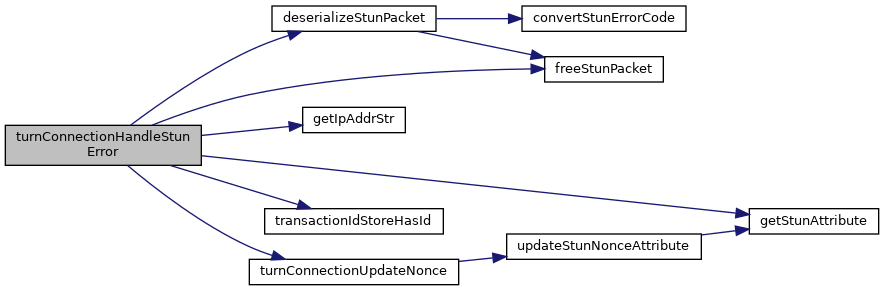 deserializeStunPacket
convertStunErrorCode
freeStunPacket
getIpAddrStr
turnConnectionHandleStun
Error
transactionIdStoreHasId
getStunAttribute
updateStunNonceAttribute
turnConnectionUpdateNonce